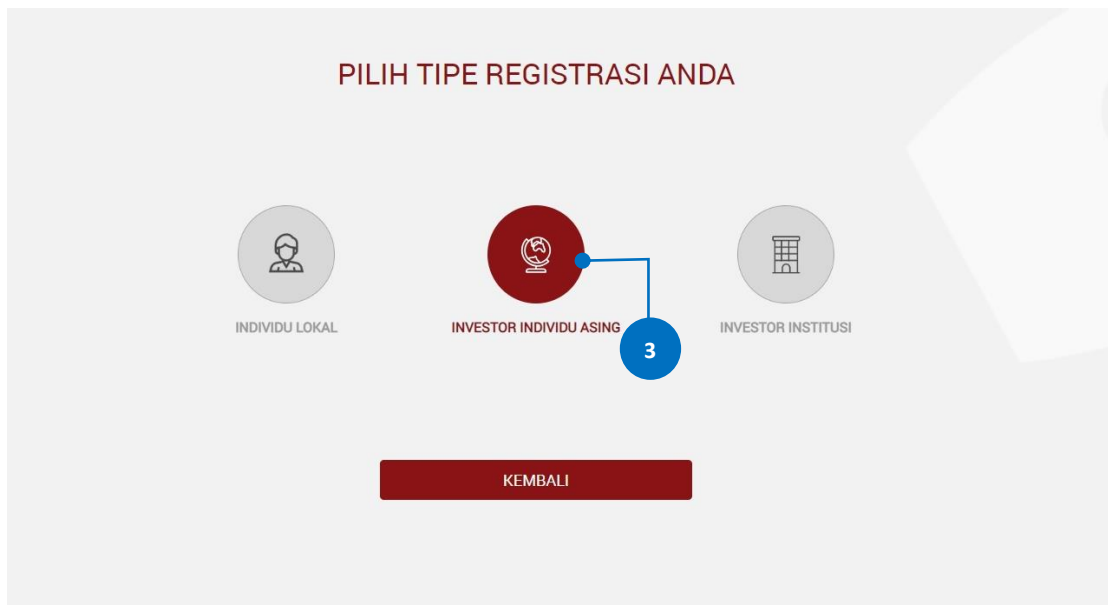 PILIH TIPE REGISTRASI ANDA
INDIVIDU LOKAL
INVESTOR INDIVIDU ASING
INVESTOR INSTITUSI
3
KEMBALI